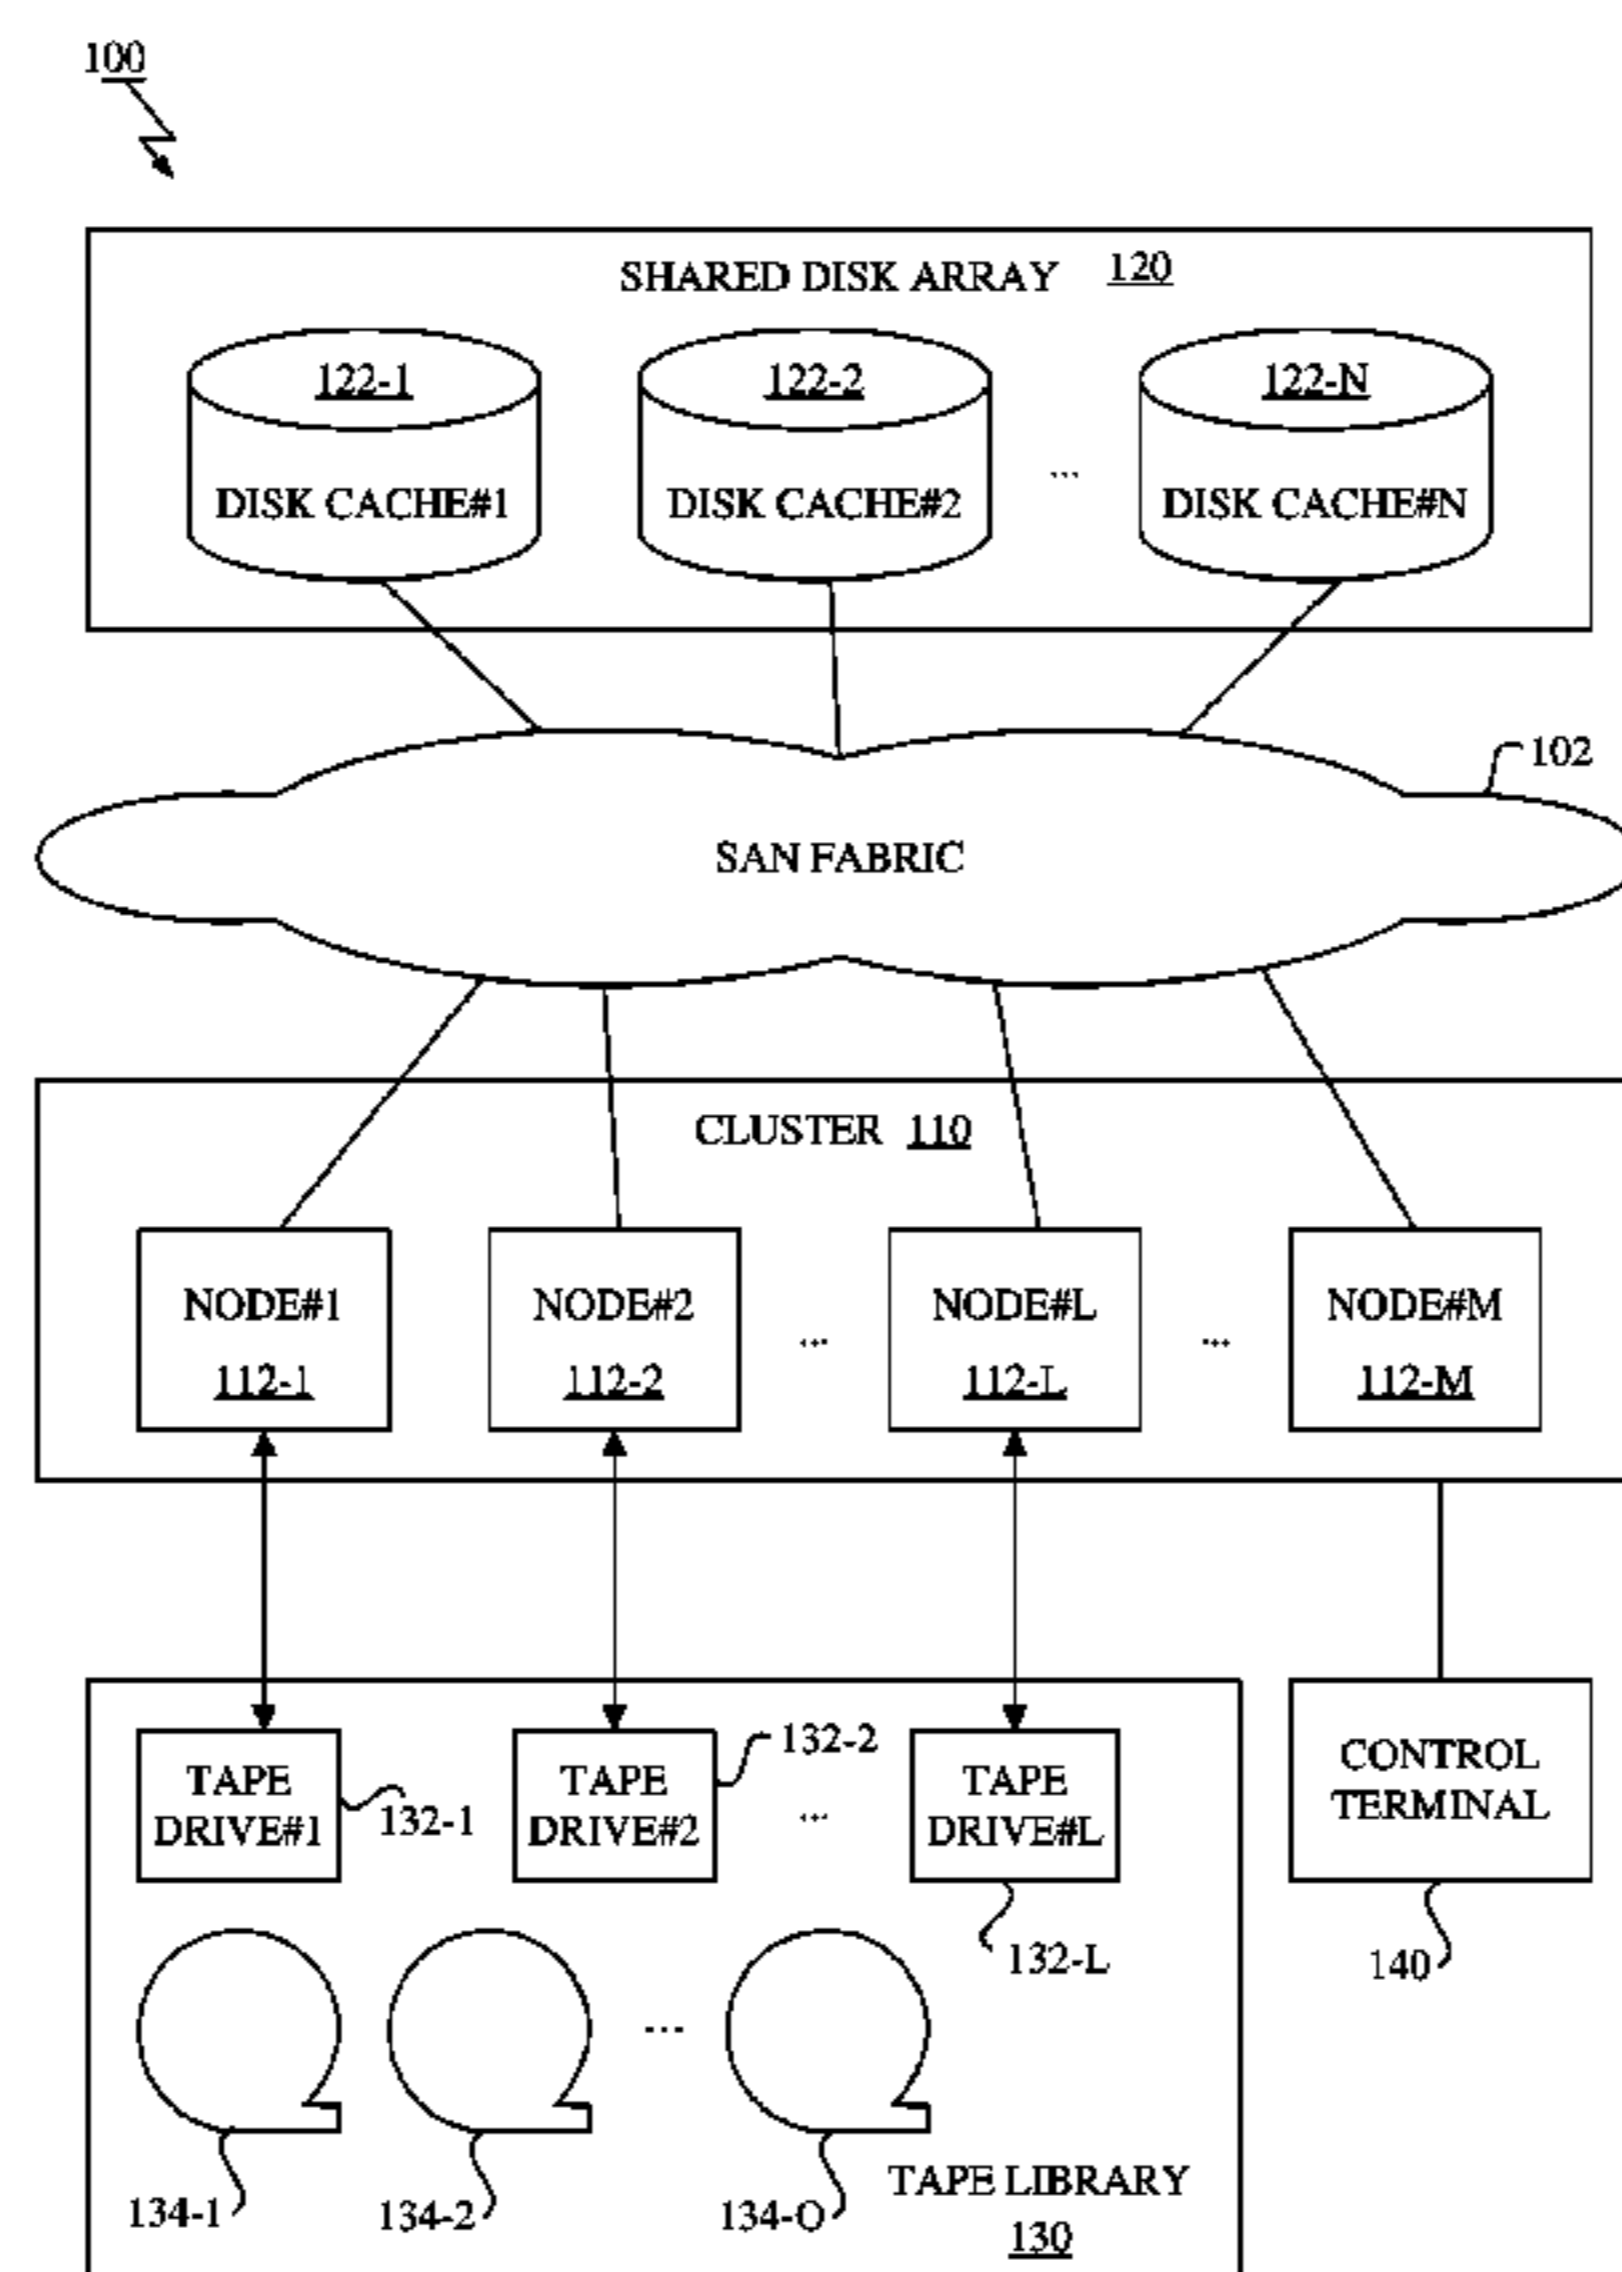 100
SHARED DISK ARRAY 120
122-1 122-2 122-N
DISK CACHE#1 DISK CACHE#2 ... DISK CACHE#N
102
SAN FABRIC
CLUSTER 110
NODE#1 NODE#2 ... NODE#L ... NODE#M
112-1 112-2 112-L 112-M
132-2
TAPE DRIVE#1
132-1
TAPE DRIVE#2
...
TAPE DRIVE#L
CONTROL
TERMINAL
132-L
140
...
134-1 134-2 134-O
TAPE LIBRARY
130